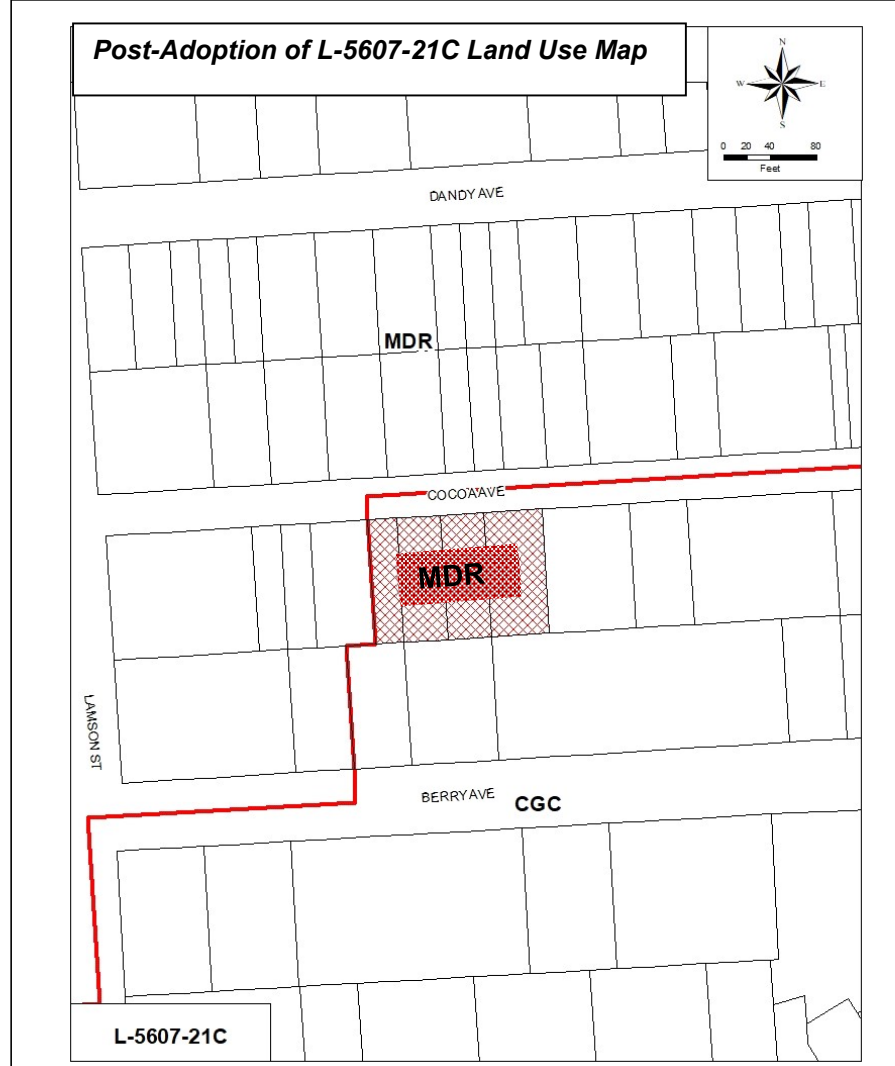 Post-Adoption of L-5607-21C Land Use Map
N
W E
S
0 20 40 80
Feet
DANDY AVE
MDR
COCOA AVE
MDR
LAMSON ST
BERRY AVE
CGC
L-5607-21C